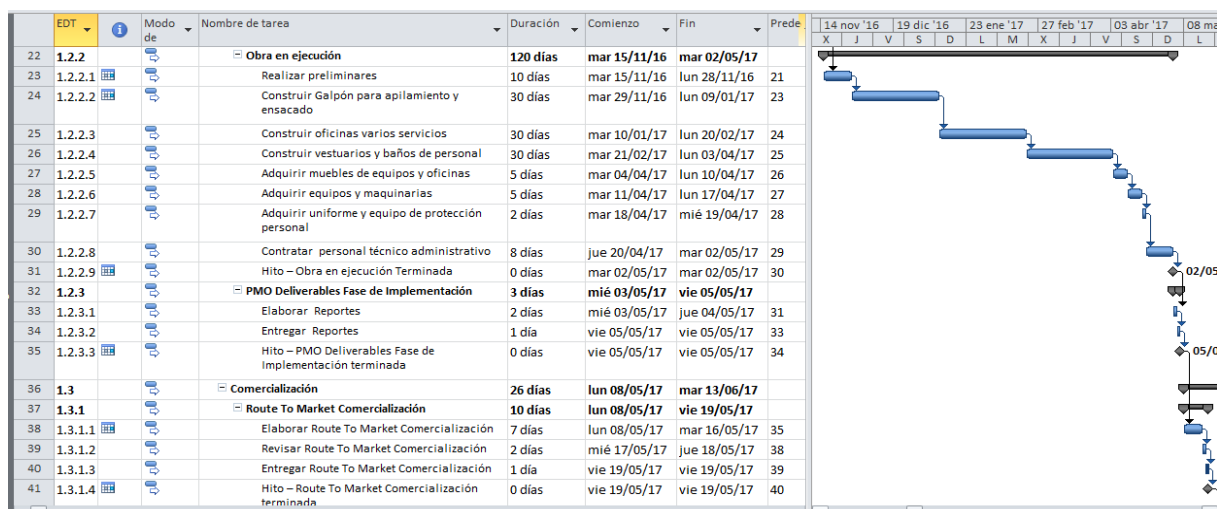 EDT Modo de Nombre de tarea Duración Comienzo Fin Prede
14 nov '16 19 dic '16 23 ene '17 27 feb '17 03 abr '17 08 ma
X J V S D L M X J V S D L
22 1.2.2 Obra en ejecución 120 días mar 15/11/16 mar 02/05/17
23 1.2.2.1 Realizar preliminares 10 días mar 15/11/16 lun 28/11/16 21
24 1.2.2.2 Construir Galpón para apilamiento y 30 días mar 29/11/16 lun 09/01/17 23
ensacado
25 1.2.2.3 Construir oficinas varios servicios 30 días mar 10/01/17 lun 20/02/17 24
26 1.2.2.4 Construir vestuarios y baños de personal 30 días mar 21/02/17 lun 03/04/17 25
27 1.2.2.5 Adquirir muebles de equipos y oficinas 5 días mar 04/04/17 lun 10/04/17 26
28 1.2.2.6 Adquirir equipos y maquinarias 5 días mar 11/04/17 lun 17/04/17 27
29 1.2.2.7 Adquirir uniforme y equipo de protección 2 días mar 18/04/17 mié 19/04/17 28
personal
30 1.2.2.8 Contratar personal técnico administrativo 8 días jue 20/04/17 mar 02/05/17 29
31 1.2.2.9 Hito – Obra en ejecución Terminada 0 días mar 02/05/17 mar 02/05/17 30 02/05
32 1.2.3 PMO Deliverables Fase de Implementación 3 días mié 03/05/17 vie 05/05/17
33 1.2.3.1 Elaborar Reportes 2 días mié 03/05/17 jue 04/05/17 31
34 1.2.3.2 Entregar Reportes 1 día vie 05/05/17 vie 05/05/17 33
35 1.2.3.3 Hito – PMO Deliverables Fase de 0 días vie 05/05/17 vie 05/05/17 34 05/0
Implementación terminada
36 1.3 Comercialización 26 días lun 08/05/17 mar 13/06/17
37 1.3.1 Route To Market Comercialización 10 días lun 08/05/17 vie 19/05/17
38 1.3.1.1 Elaborar Route To Market Comercialización 7 días lun 08/05/17 mar 16/05/17 35
39 1.3.1.2 Revisar Route To Market Comercialización 2 días mié 17/05/17 jue 18/05/17 38
40 1.3.1.3 Entregar Route To Market Comercialización 1 día vie 19/05/17 vie 19/05/17 39
41 1.3.1.4 Hito – Route To Market Comercialización 0 días vie 19/05/17 vie 19/05/17 40
terminada